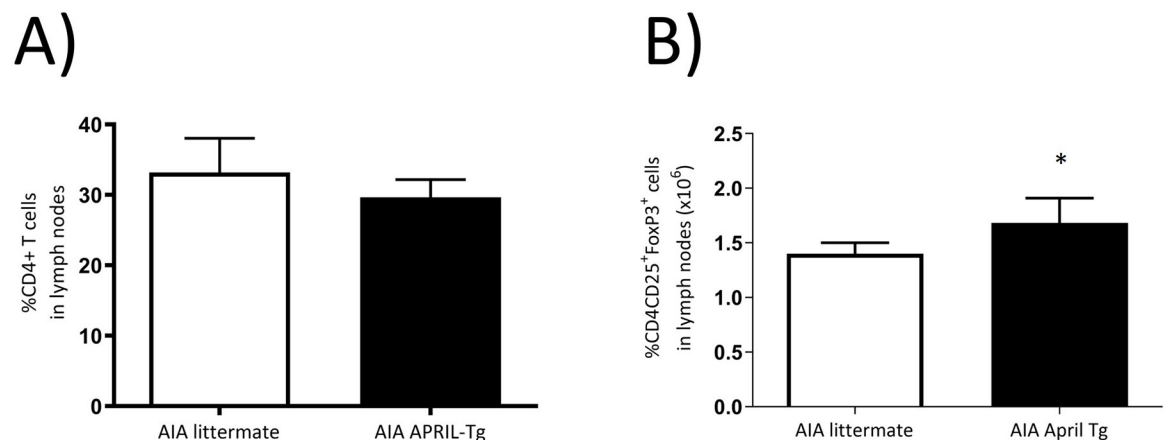 A)
B)
%CD4+ T cells
in lymph nodes
40
30
20
10
0
AIA littermate
AIA APRIL-Tg
%CD4CD25⁺FoxP3⁺ cells
in lymph nodes (x10⁶)
2.5
2.0
1.5
1.0
0.5
0.0
*
AIA littermate
AIA April Tg